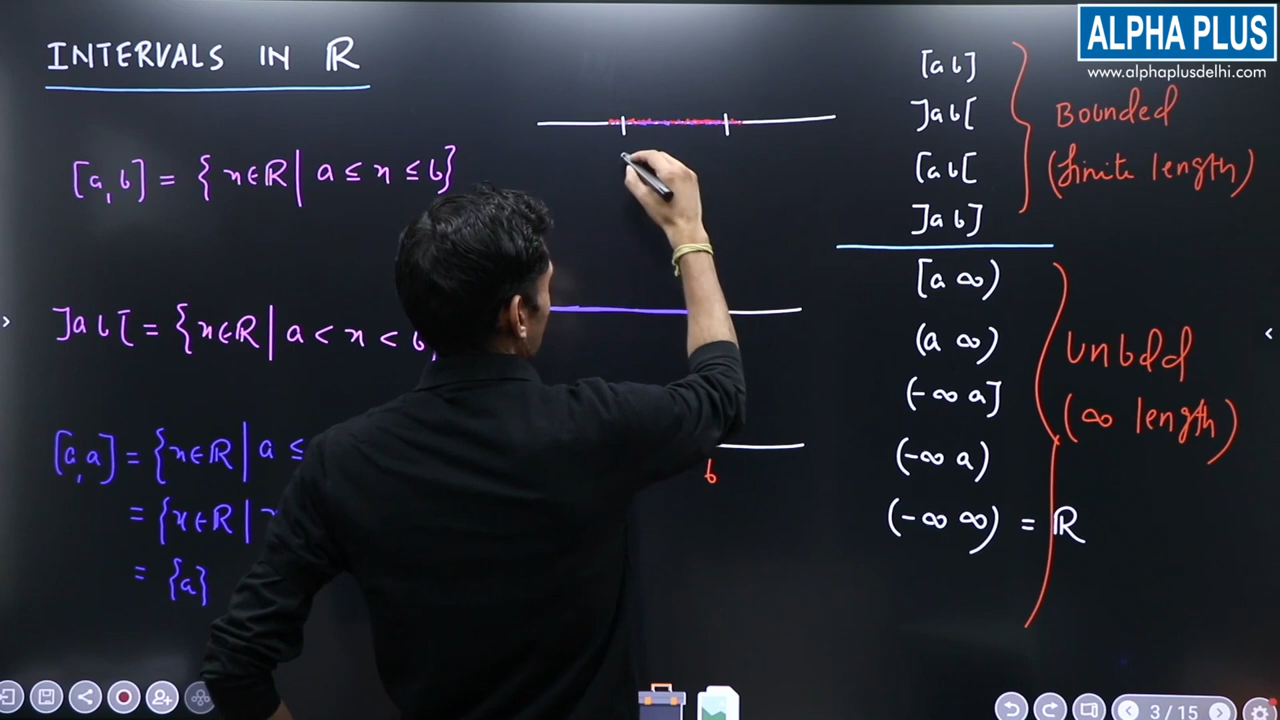 INTERVALS IN ℝ
[a, b] = { x∈ℝ | a ≤ x ≤ b}
]a b[ = {x∈ℝ | a < x < b
[a, a] = {x∈ℝ | a ≤
= {x∈ℝ |
= {a}
b
[a b]
]a b[
[a b[
]a b]
Bounded
(finite length)
[a ∞)
(a ∞)
(-∞ a]
(-∞ a)
(-∞ ∞) = ℝ
Unbdd
(∞ length)
ALPHA PLUS
www.alphaplusdelhi.com
3 / 15